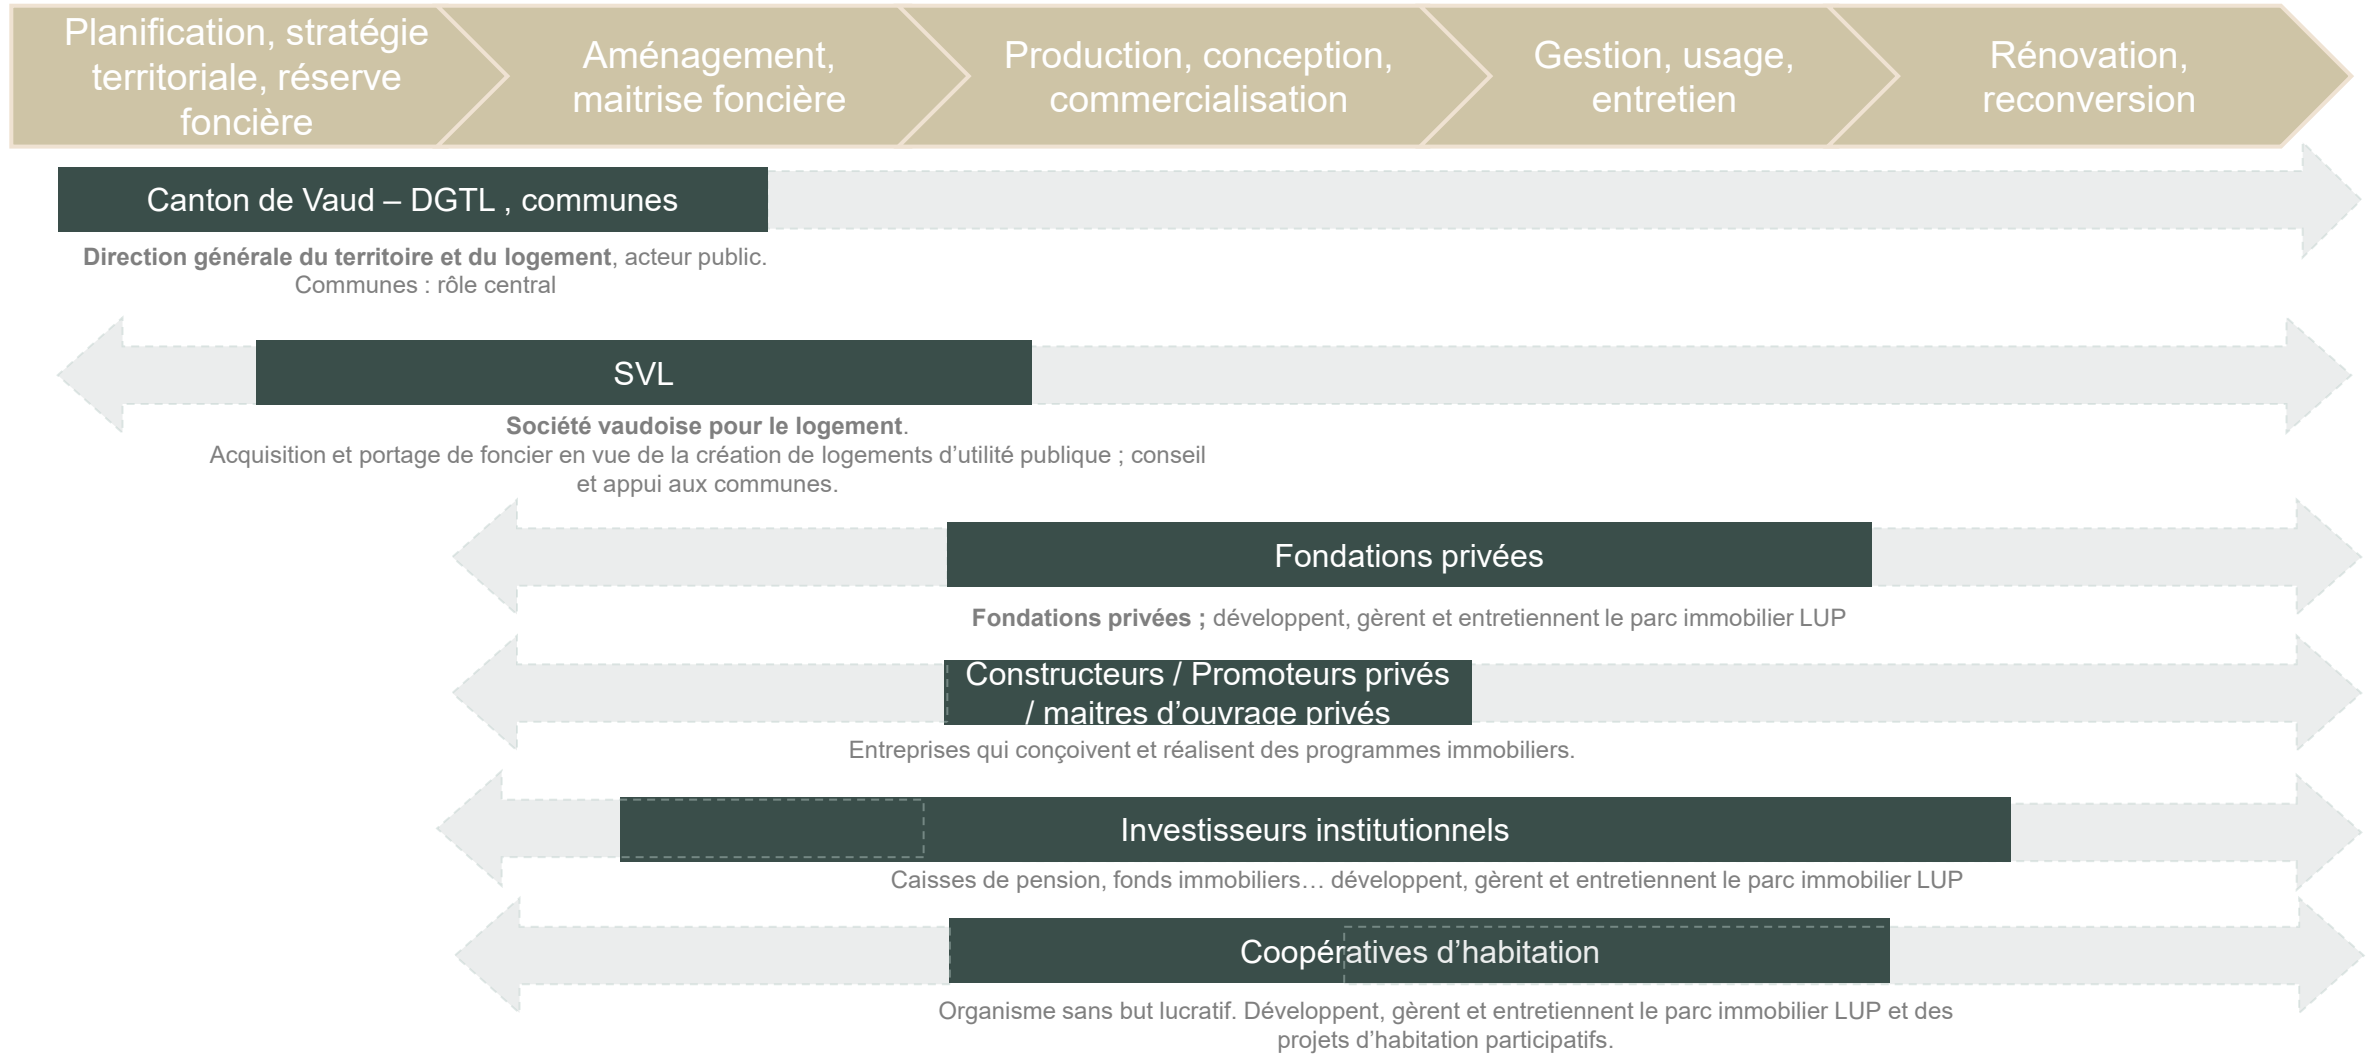 Planification, stratégie
territoriale, réserve
foncière
Aménagement,
maitrise foncière
Production, conception,
commercialisation
Gestion, usage,
entretien
Rénovation,
reconversion
Canton de Vaud – DGTL , communes
Direction générale du territoire et du logement, acteur public.
Communes : rôle central
SVL
Société vaudoise pour le logement.
Acquisition et portage de foncier en vue de la création de logements d’utilité publique ; conseil
et appui aux communes.
Fondations privées
Fondations privées ; développent, gèrent et entretiennent le parc immobilier LUP
Constructeurs / Promoteurs privés
/ maitres d’ouvrage privés
Entreprises qui conçoivent et réalisent des programmes immobiliers.
Investisseurs institutionnels
Caisses de pension, fonds immobiliers… développent, gèrent et entretiennent le parc immobilier LUP
Coopératives d’habitation
Organisme sans but lucratif. Développent, gèrent et entretiennent le parc immobilier LUP et des
projets d’habitation participatifs.